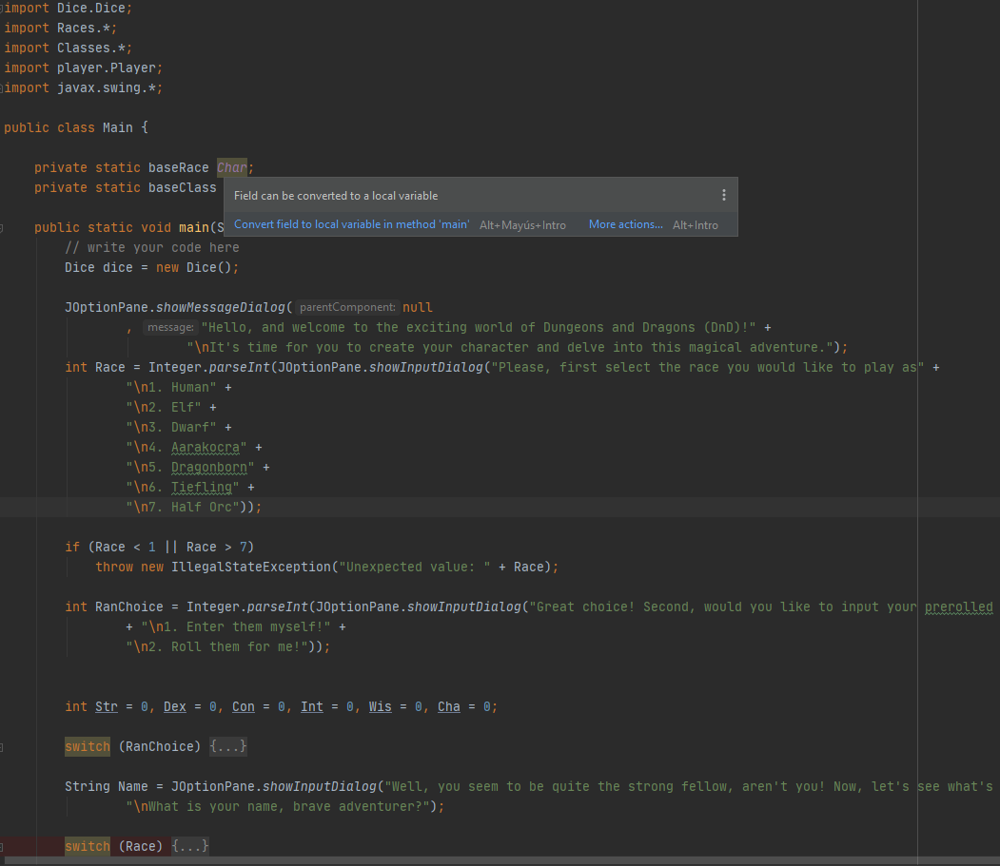 import Dice.Dice;
import Races.*;
import Classes.*;
import player.Player;
import javax.swing.*;
public class Main {
private static baseRace Char;
private static baseClass
Field can be converted to a local variable
public static void main(S
Convert field to local variable in method 'main' Alt+Mayús+Intro More actions... Alt+Intro
// write your code here
Dice dice = new Dice();
JOptionPane.showMessageDialog( parentComponent: null
, message: "Hello, and welcome to the exciting world of Dungeons and Dragons (DnD)!" +
"\nIt's time for you to create your character and delve into this magical adventure.");
int Race = Integer.parseInt(JOptionPane.showInputDialog("Please, first select the race you would like to play as" +
"\n1. Human" +
"\n2. Elf" +
"\n3. Dwarf" +
"\n4. Aarakocra" +
"\n5. Dragonborn" +
"\n6. Tiefling" +
"\n7. Half Orc"));
if (Race < 1 || Race > 7)
throw new IllegalStateException("Unexpected value: " + Race);
int RanChoice = Integer.parseInt(JOptionPane.showInputDialog("Great choice! Second, would you like to input your prerolled
+ "\n1. Enter them myself!" +
"\n2. Roll them for me!"));
int Str = 0, Dex = 0, Con = 0, Int = 0, Wis = 0, Cha = 0;
switch (RanChoice) {...}
String Name = JOptionPane.showInputDialog("Well, you seem to be quite the strong fellow, aren't you! Now, let's see what's
"\nWhat is your name, brave adventurer?");
switch (Race) {...}